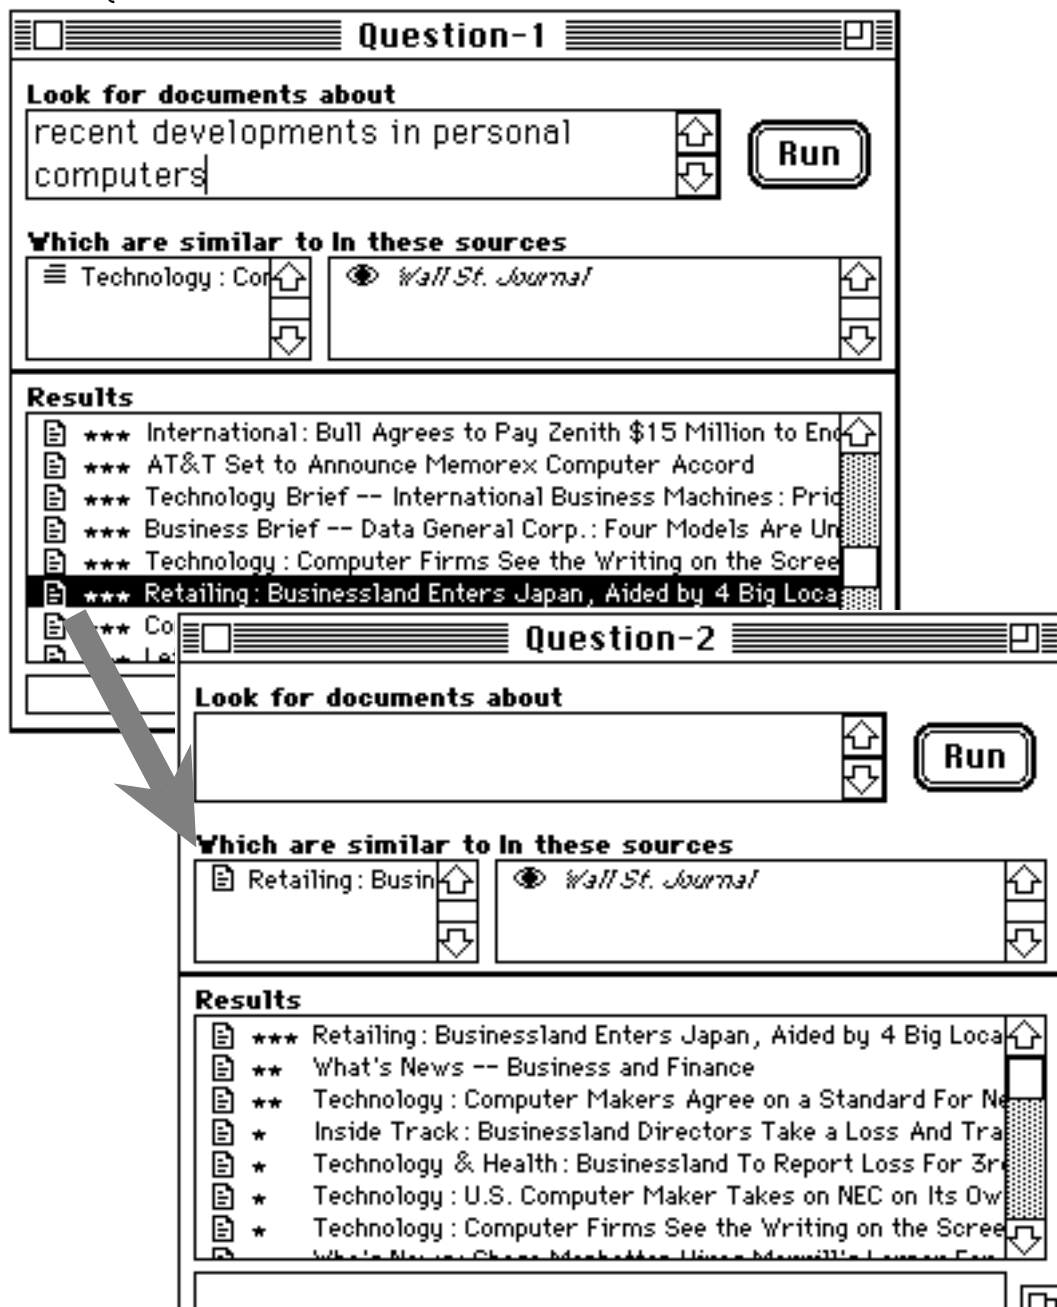 Question-1
Look for documents about
recent developments in personal
computers
Run
Which are similar to In these sources
Technology : Cor Wall St. Journal
Results
*** International : Bull Agrees to Pay Zenith $15 Million to End
*** AT&T Set to Announce Memorex Computer Accord
*** Technology Brief -- International Business Machines : Pric
*** Business Brief -- Data General Corp. : Four Models Are Un
*** Technology : Computer Firms See the Writing on the Scree
*** Retailing : Businessland Enters Japan, Aided by 4 Big Loca
*** Co
Question-2
Look for documents about
Run
Which are similar to In these sources
Retailing : Busin Wall St. Journal
Results
*** Retailing : Businessland Enters Japan, Aided by 4 Big Loca
** What's News -- Business and Finance
** Technology : Computer Makers Agree on a Standard For Ne
* Inside Track : Businessland Directors Take a Loss And Tra
* Technology & Health : Businessland To Report Loss For 3r
* Technology : U.S. Computer Maker Takes on NEC on Its Ow
* Technology : Computer Firms See the Writing on the Scree